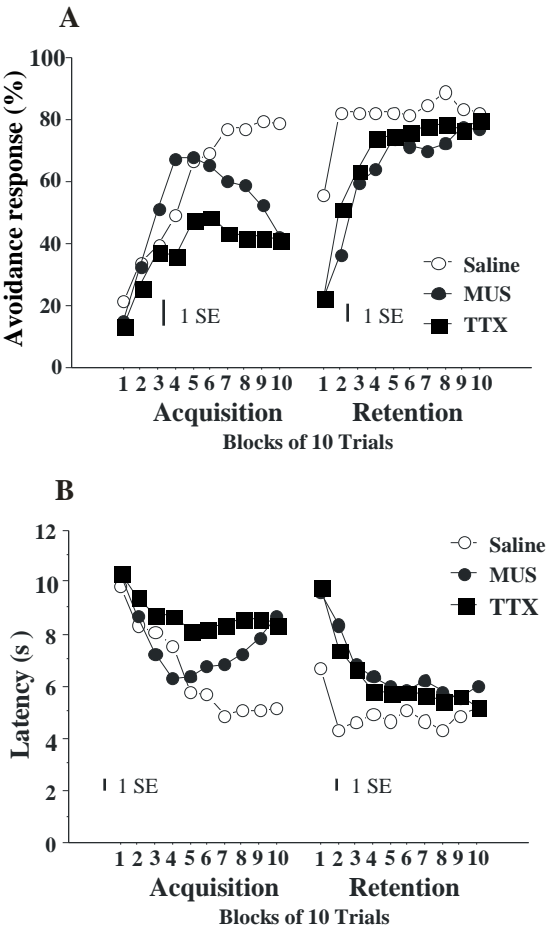 A
Avoidance response (%)
100
80
60
40
20
0
Saline
MUS
TTX
1 SE
1 SE
1 2 3 4 5 6 7 8 9 10
1 2 3 4 5 6 7 8 9 10
Acquisition
Retention
Blocks of 10 Trials
B
Latency (s )
12
10
8
6
4
2
0
Saline
MUS
TTX
1 SE
1 SE
1 2 3 4 5 6 7 8 9 10
1 2 3 4 5 6 7 8 9 10
Acquisition
Retention
Blocks of 10 Trials